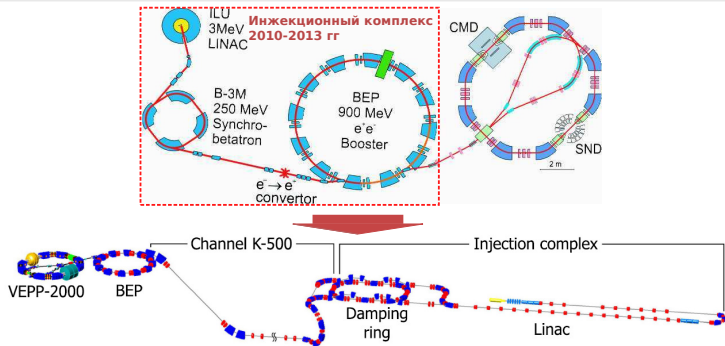 ILU
3MeV
LINAC
Инжекционный комплекс
2010-2013 гг
B-3M
250 MeV
Synchro-
betatron
BEP
900 MeV
e⁺e⁻
Booster
e⁻→e⁺
convertor
CMD
SND
2 m
Channel K-500
Injection complex
VEPP-2000
BEP
Damping
ring
Linac